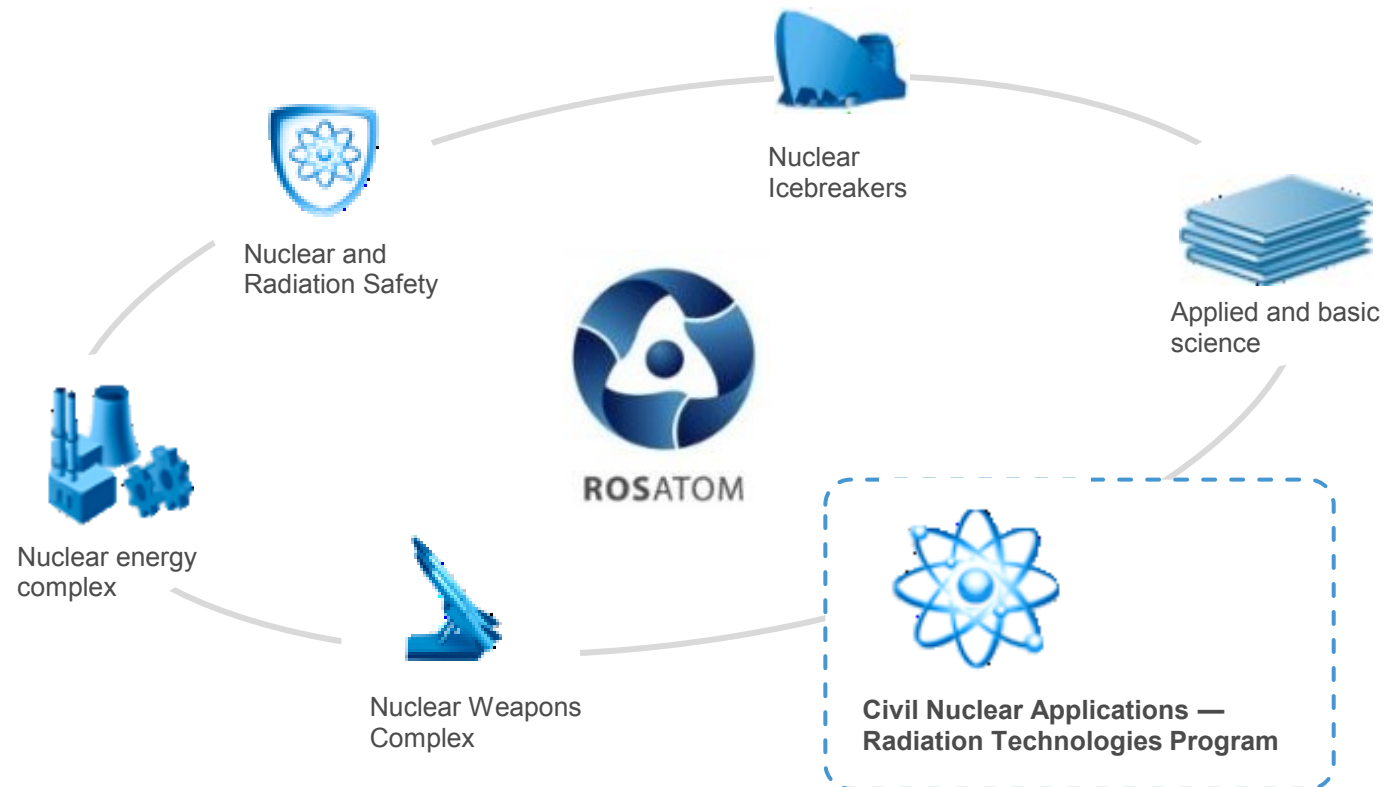 Nuclear
Icebreakers
Nuclear and
Radiation Safety
Applied and basic
science
ROSATOM
Nuclear energy
complex
Nuclear Weapons
Complex
Civil Nuclear Applications —
Radiation Technologies Program